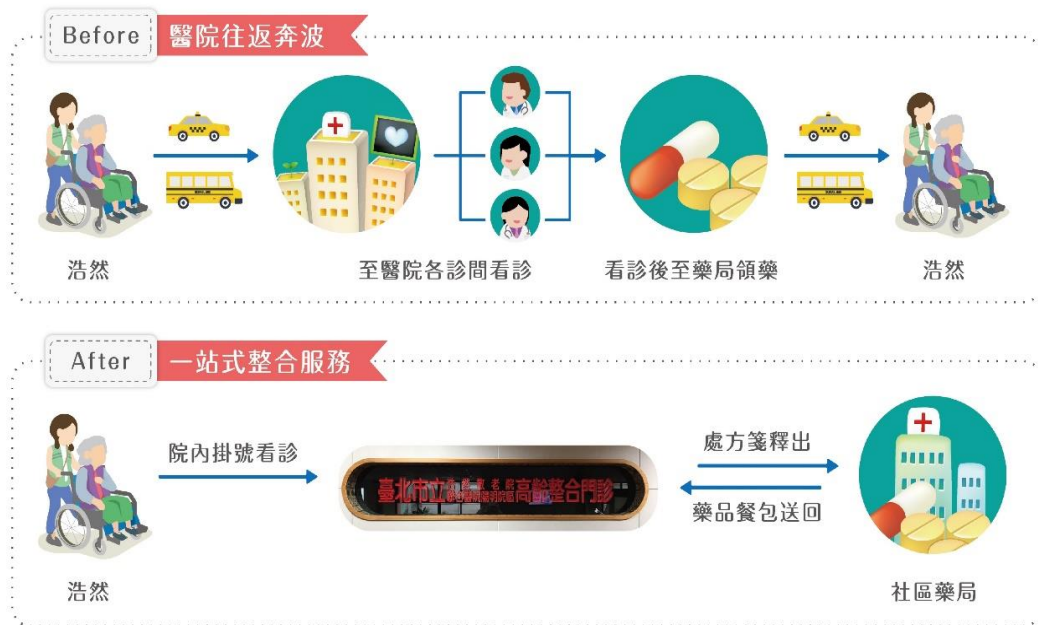 Before 醫院往返奔波
浩然
至醫院各診間看診
看診後至藥局領藥
浩然
After 一站式整合服務
院內掛號看診
處方箋釋出
臺北市立
高齡整合門診
藥品餐包送回
浩然
社區藥局